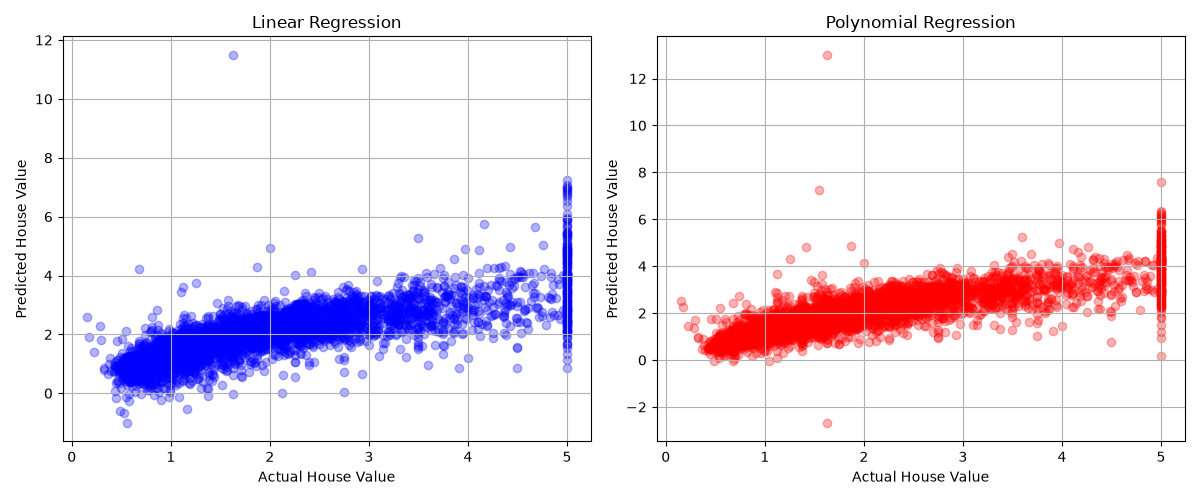 Linear Regression
12
10
8
6
4
2
0
0 1 2 3 4 5
Actual House Value
Predicted House Value
Polynomial Regression
12
10
8
6
4
2
0
−2
0 1 2 3 4 5
Actual House Value
Predicted House Value